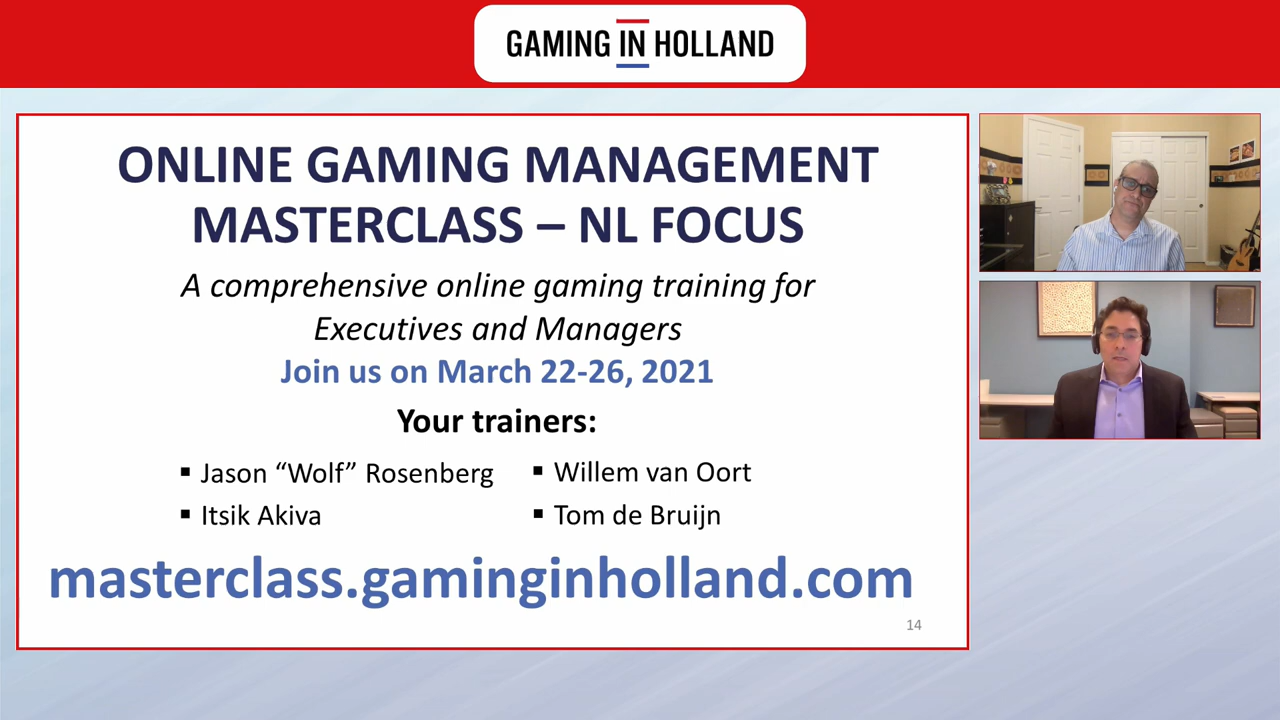 GAMING IN HOLLAND
ONLINE GAMING MANAGEMENT
MASTERCLASS – NL FOCUS
A comprehensive online gaming training for
Executives and Managers
Join us on March 22-26, 2021
Your trainers:
▪ Jason “Wolf” Rosenberg
▪ Itsik Akiva
▪ Willem van Oort
▪ Tom de Bruijn
masterclass.gaminginholland.com
14